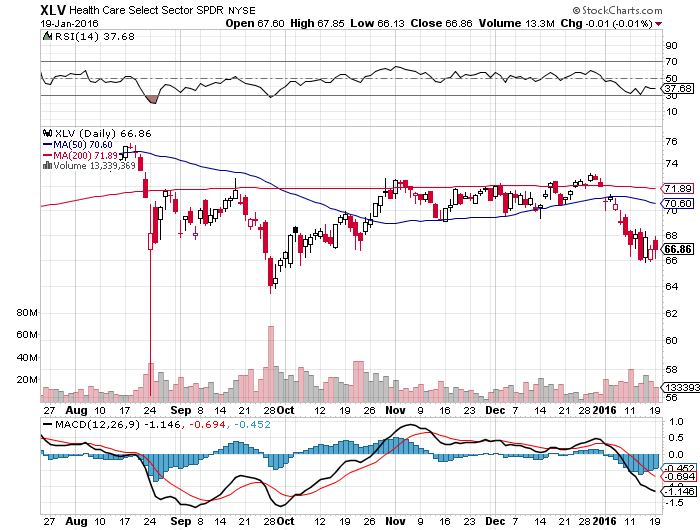 XLV Health Care Select Sector SPDR NYSE © StockCharts.com
19-Jan-2016 Open 67.60 High 67.85 Low 66.13 Close 66.86 Volume 13.3M Chg -0.01 (-0.01%)
RSI(14) 37.68
90
70
50
37.68
30
10
XLV (Daily) 66.86
MA(50) 70.60
MA(200) 71.89
Volume 13,339,369
76
74
71.89
70.60
70
68
66.86
66
64
62
60
58
56
80M
60M
40M
20M
133393
27 Aug 10 17 24 Sep 8 14 21 28 Oct 12 19 26 Nov 9 16 23 Dec 7 14 21 28 2016 11 19
MACD(12,26,9) -1.146, -0.694, -0.452
1.0
0.5
0.0
-0.452
-0.694
-1.146
-1.5
27 Aug 10 17 24 Sep 8 14 21 28 Oct 12 19 26 Nov 9 16 23 Dec 7 14 21 28 2016 11 19